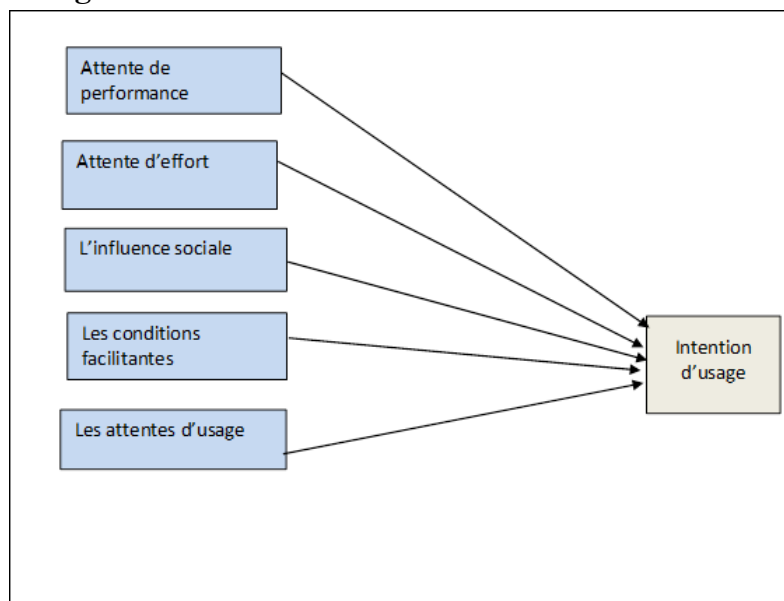 Attente de
performance
Attente d'effort
L'influence sociale
Les conditions
facilitantes
Les attentes d'usage
Intention
d'usage